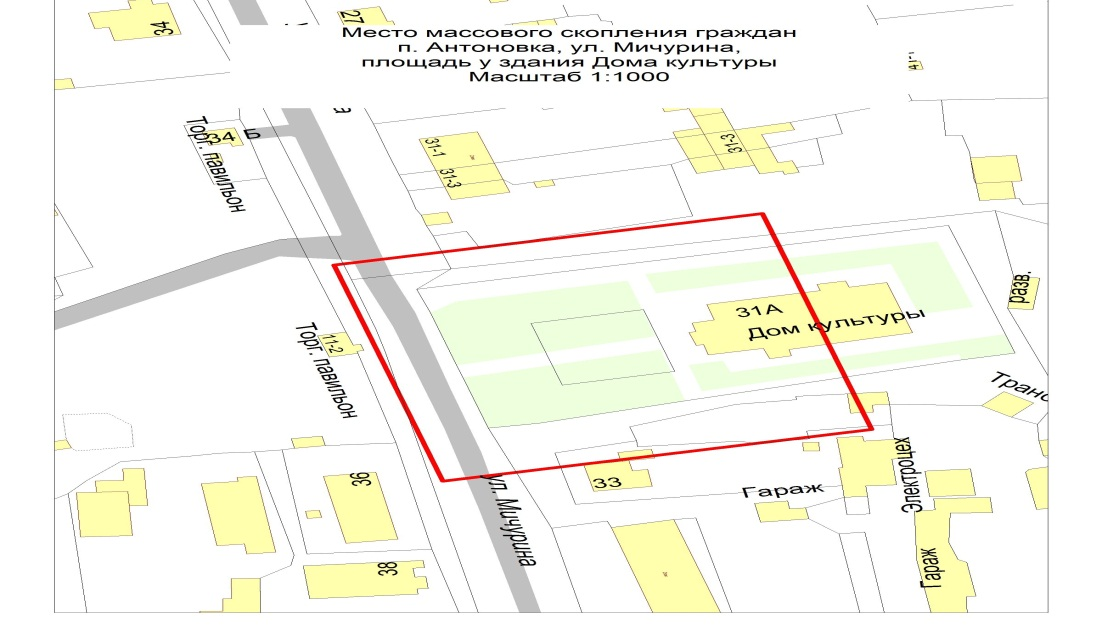 34
27
Место массового скопления граждан
п. Антоновка, ул. Мичурина,
площадь у здания Дома культуры
Масштаб 1:1000
34 Б
Торг. павильон
31-1
31-3
31-3
разв.
31А
Дом культуры
11-2
Торг. павильон
Транс
36
33
Гараж
Электроцех
ул. Мичурина
38
Гараж